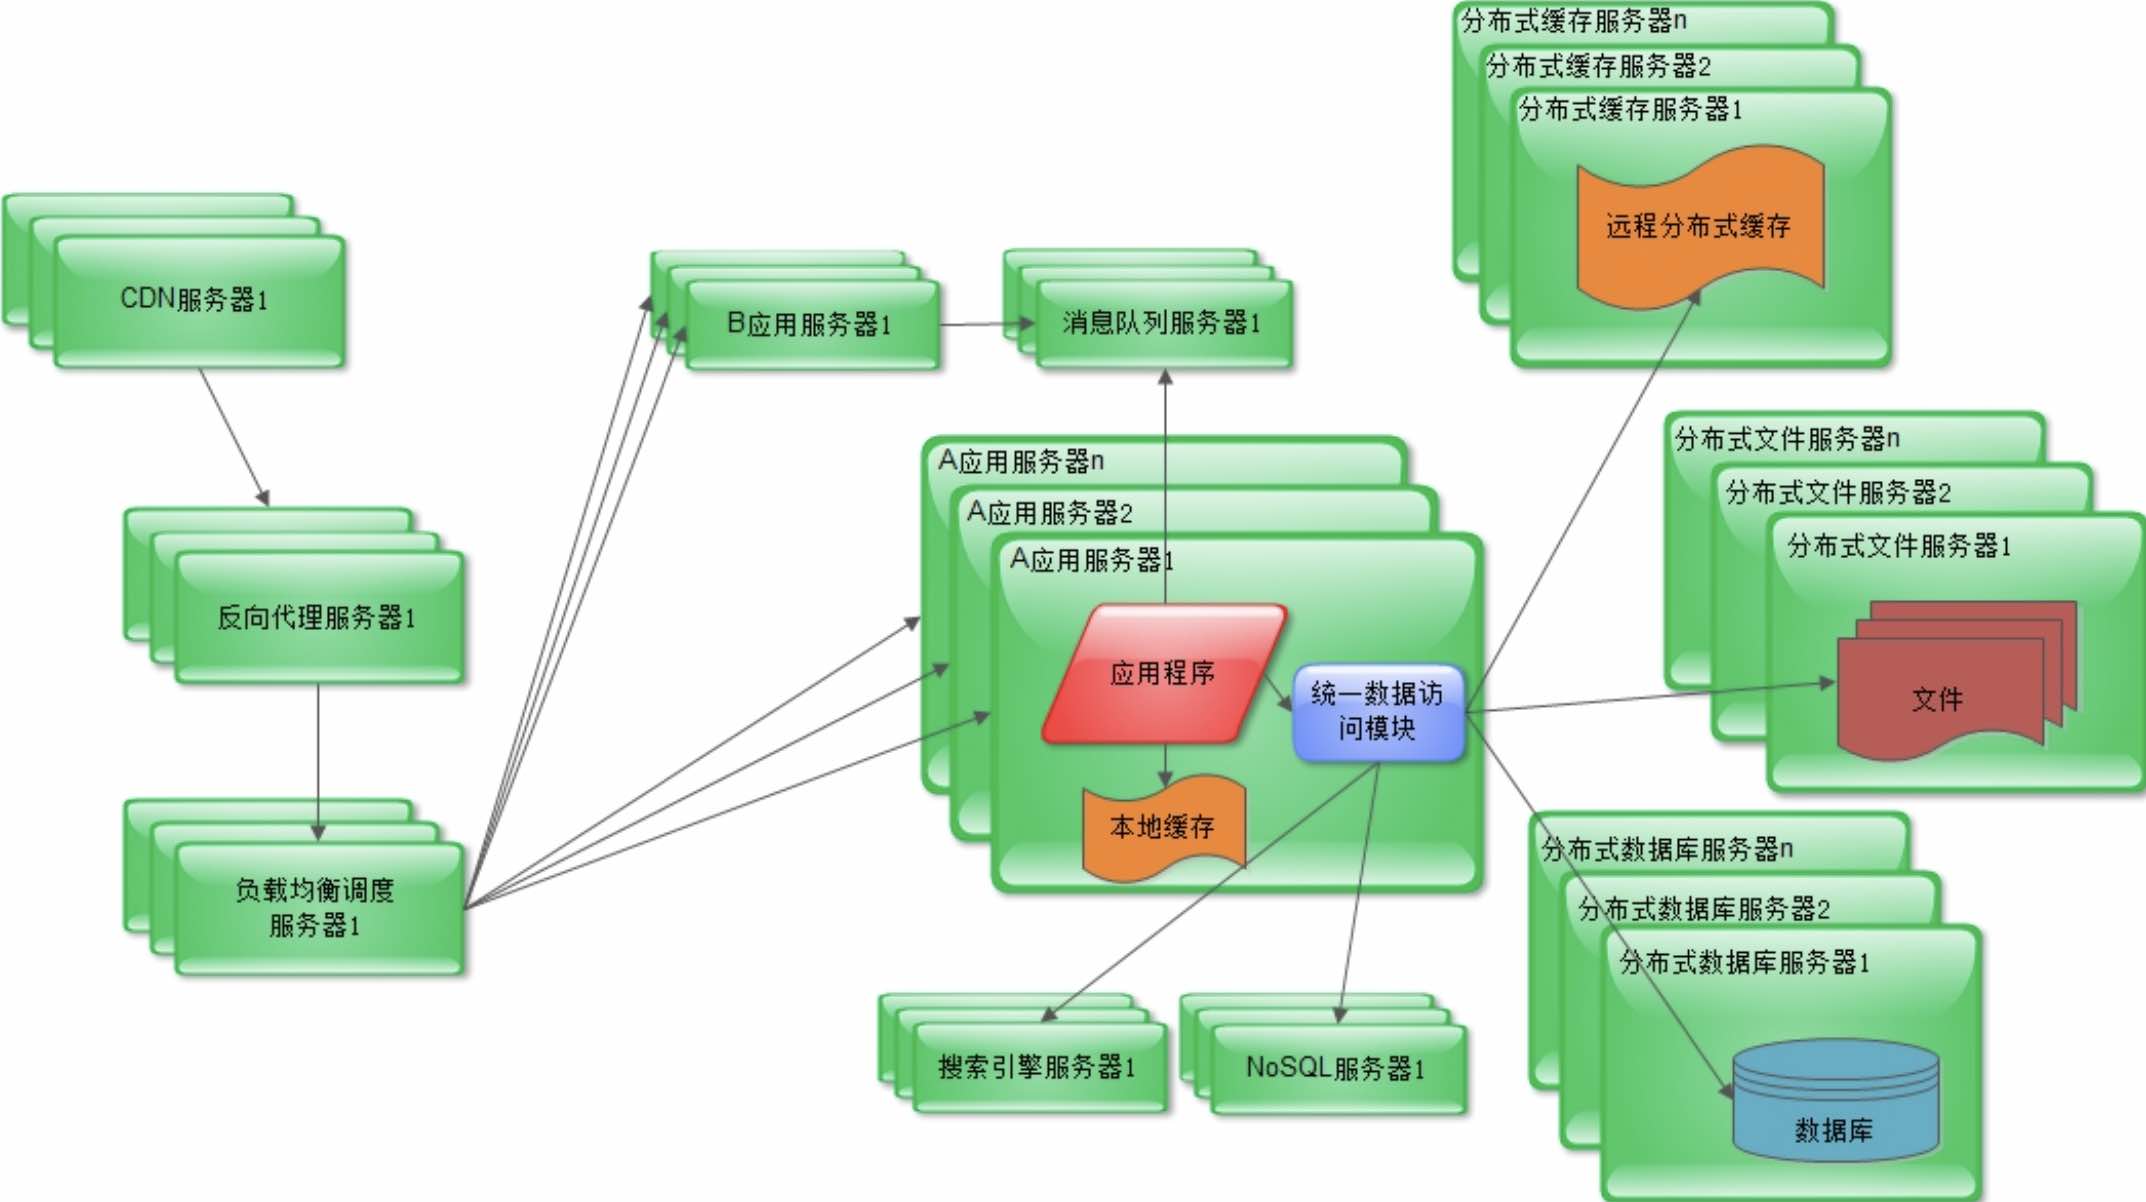 分布式缓存服务器n
分布式缓存服务器2
分布式缓存服务器1
远程分布式缓存
CDN服务器1
B应用服务器1
消息队列服务器1
A应用服务器n
A应用服务器2
A应用服务器1
应用程序
统一数据访
问模块
本地缓存
分布式文件服务器n
分布式文件服务器2
分布式文件服务器1
文件
反向代理服务器1
负载均衡调度
服务器1
分布式数据库服务器n
分布式数据库服务器2
分布式数据库服务器1
数据库
搜索引擎服务器1
NoSQL服务器1